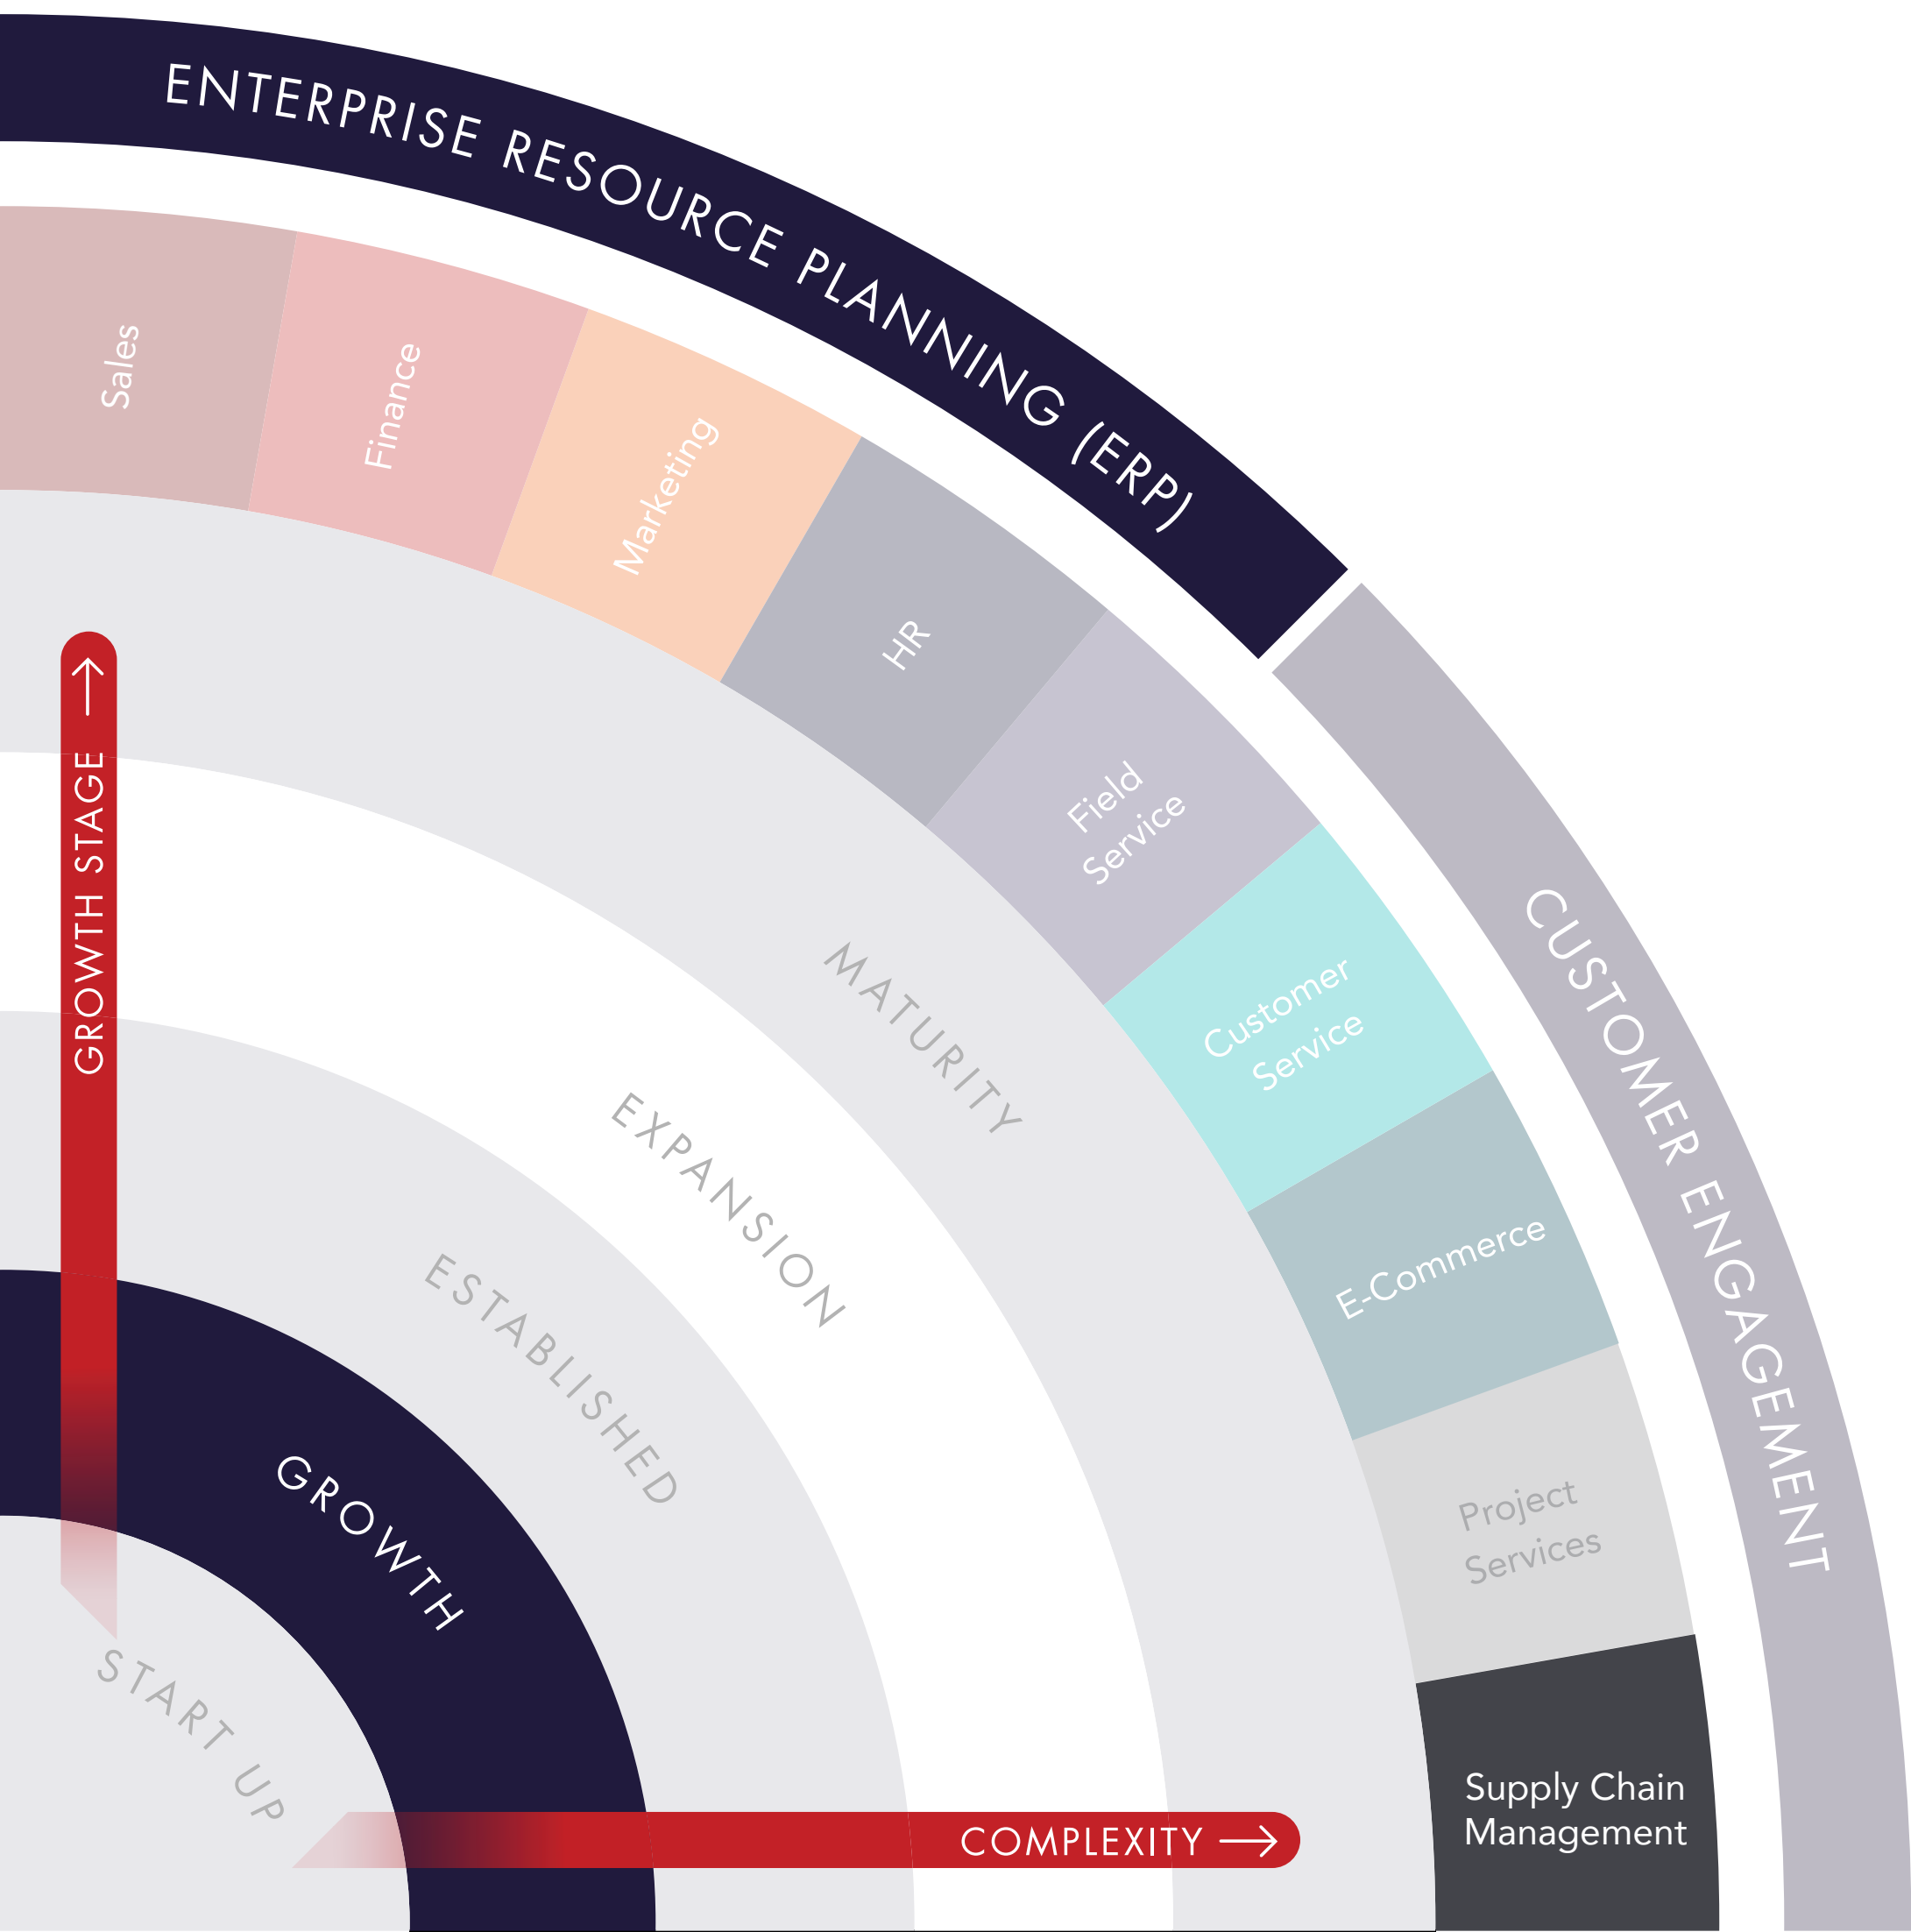 ENTERPRISE RESOURCE PLANNING (ERP)
CUSTOMER ENGAGEMENT
Sales
Finance
Marketing
HR
Field
Service
Customer
Service
E-Commerce
Project
Services
Supply Chain
Management
MATURITY
EXPANSION
ESTABLISHED
GROWTH
START UP
GROWTH STAGE
COMPLEXITY